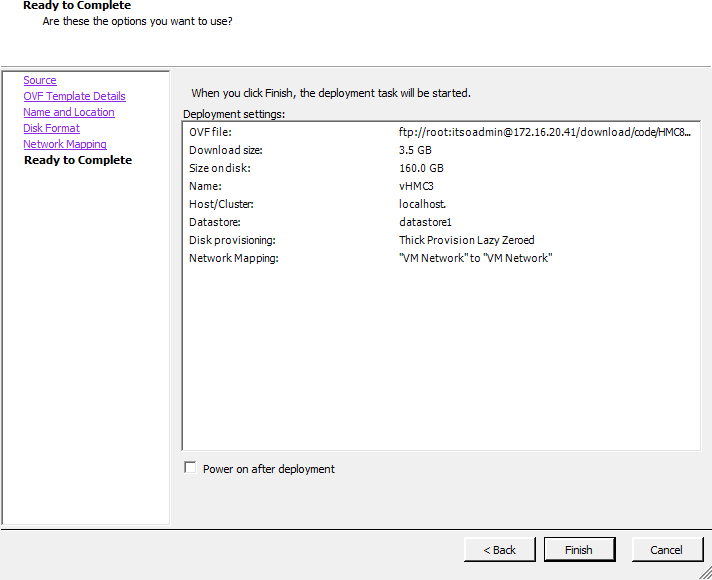 Ready to Complete
Are these the options you want to use?
Source
OVF Template Details
Name and Location
Disk Format
Network Mapping
Ready to Complete
When you click Finish, the deployment task will be started.
Deployment settings:
OVF file: ftp://root:itsoadmin@172.16.20.41/download/code/HMC8...
Download size: 3.5 GB
Size on disk: 160.0 GB
Name: vHMC3
Host/Cluster: localhost.
Datastore: datastore1
Disk provisioning: Thick Provision Lazy Zeroed
Network Mapping: "VM Network" to "VM Network"
Power on after deployment
< Back Finish Cancel